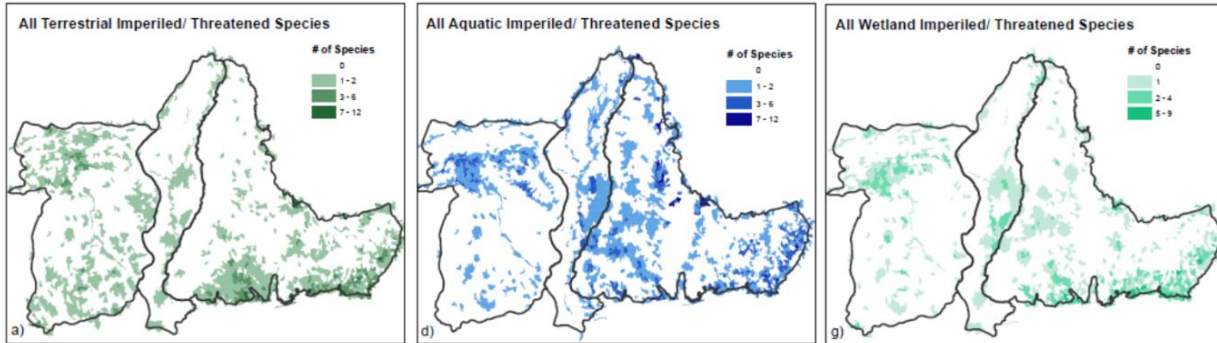 All Terrestrial Imperiled/ Threatened Species
# of Species
0
1 - 2
3 - 6
7 - 12
a)
All Aquatic Imperiled/ Threatened Species
# of Species
0
1 - 2
3 - 6
7 - 12
d)
All Wetland Imperiled/ Threatened Species
# of Species
0
1
2 - 4
5 - 9
g)